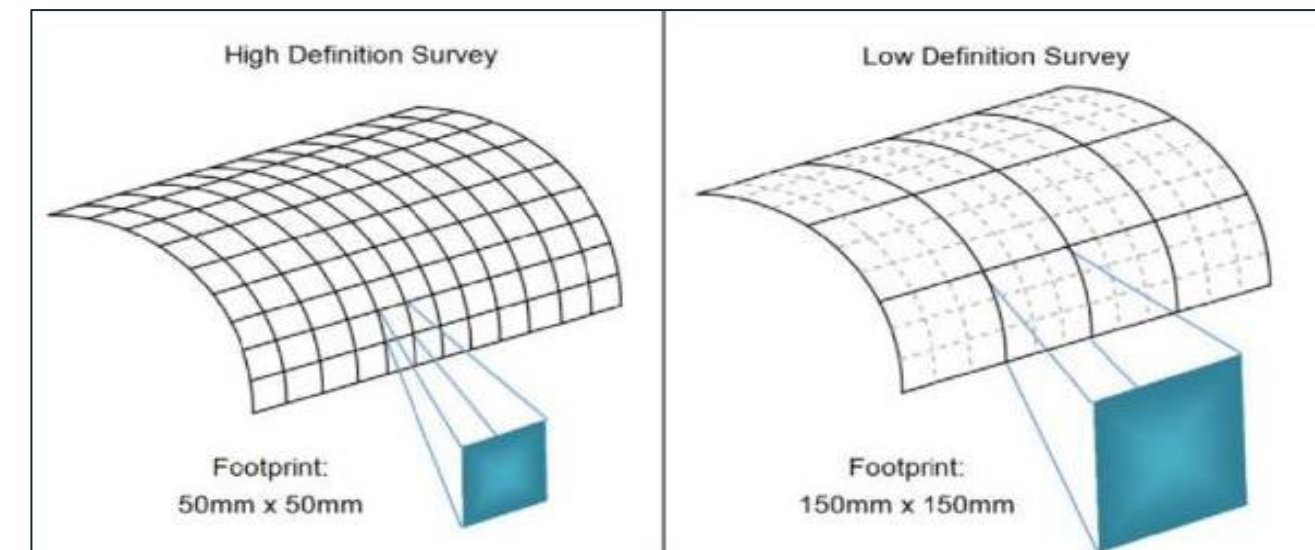 High Definition Survey
Footprint:
50mm x 50mm
Low Definition Survey
Footprint:
150mm x 150mm